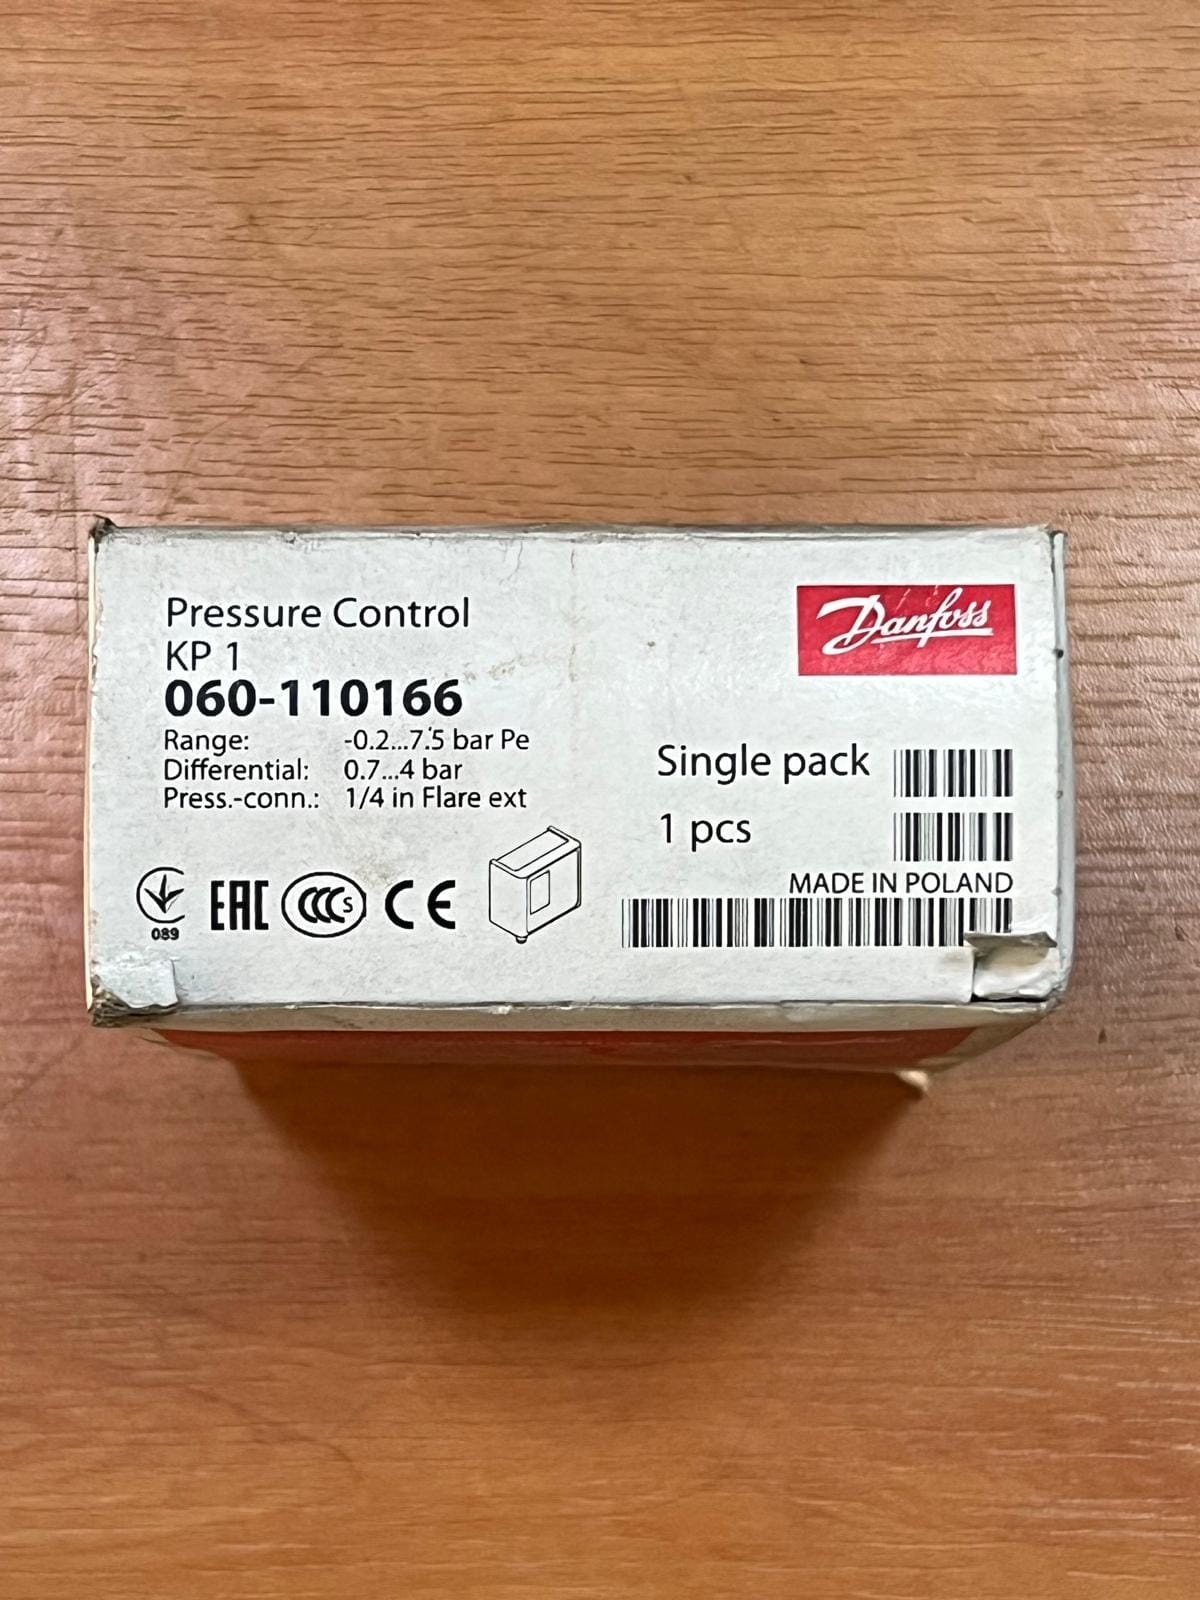 Pressure Control
KP 1
060-110166
Range: -0.2...7.5 bar Pe
Differential: 0.7...4 bar
Press.-conn.: 1/4 in Flare ext
Danfoss
Single pack
1 pcs
MADE IN POLAND
089
EAC
CCC S
CE